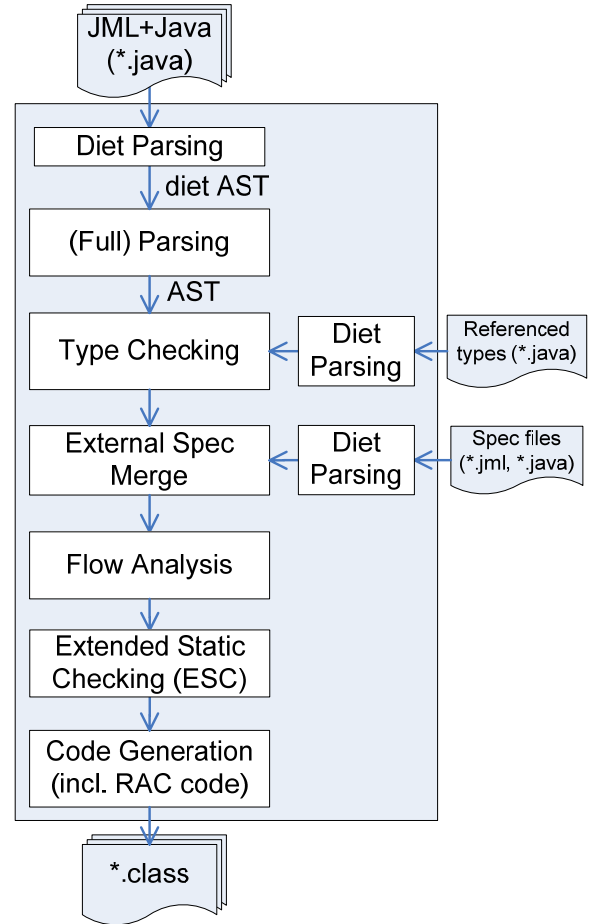 JML+Java
(*.java)
Diet Parsing
diet AST
(Full) Parsing
AST
Type Checking
Diet
Parsing
Referenced
types (*.java)
External Spec
Merge
Diet
Parsing
Spec files
(*.jml, *.java)
Flow Analysis
Extended Static
Checking (ESC)
Code Generation
(incl. RAC code)
*.class